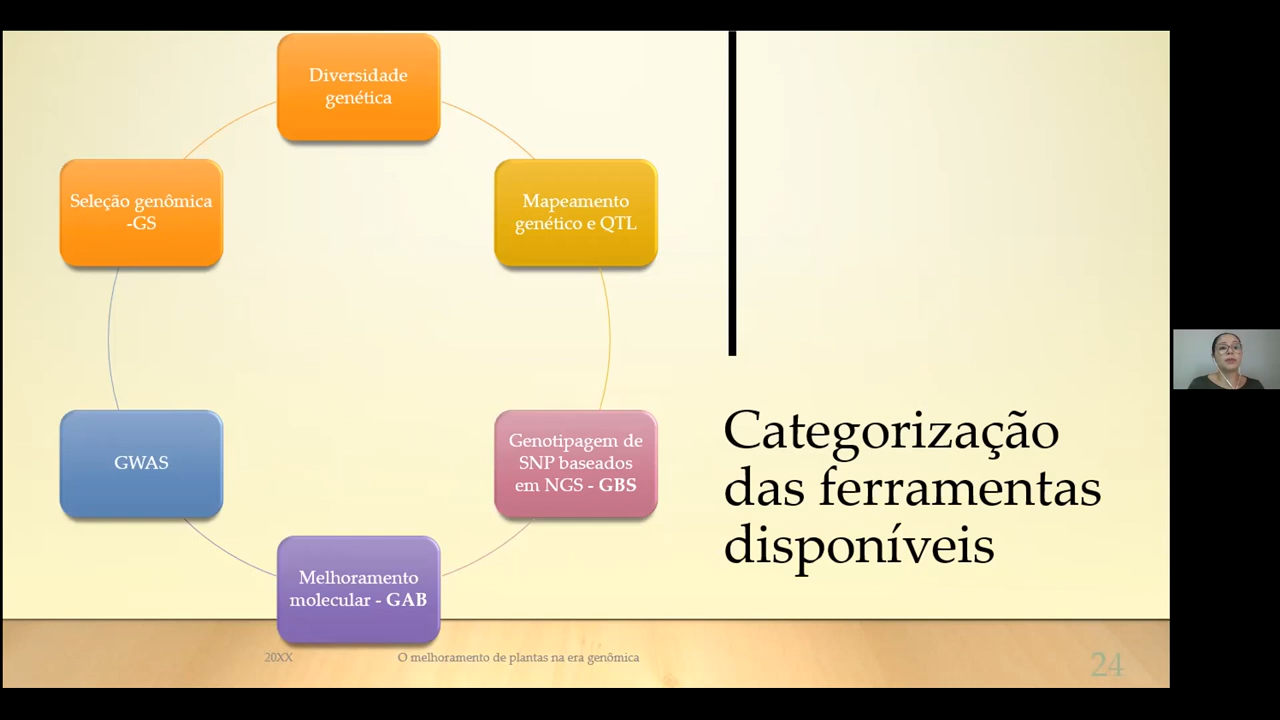 Diversidade
genética
Mapeamento
genético e QTL
Genotipagem de
SNP baseados
em NGS - GBS
Melhoramento
molecular - GAB
GWAS
Seleção genômica
-GS
Categorização
das ferramentas
disponíveis
20XX
O melhoramento de plantas na era genômica
24